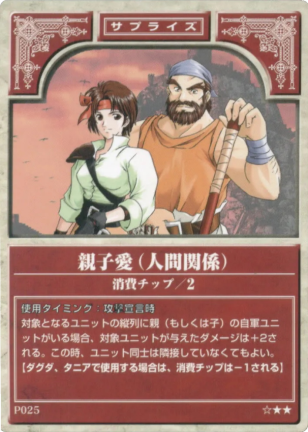 サプライズ
親子愛(人間関係)
消費チップ/2
使用タイミング:攻撃宣言時
対象となるユニットの縦列に親(もしくは子)の自軍ユニ
ットがいる場合、対象ユニットが与えたダメージは+2さ
れる。この時、ユニット同士は隣接していなくてもよい。
【ダグダ、タニアで使用する場合は、消費チップは-1される】
P025 ☆★★